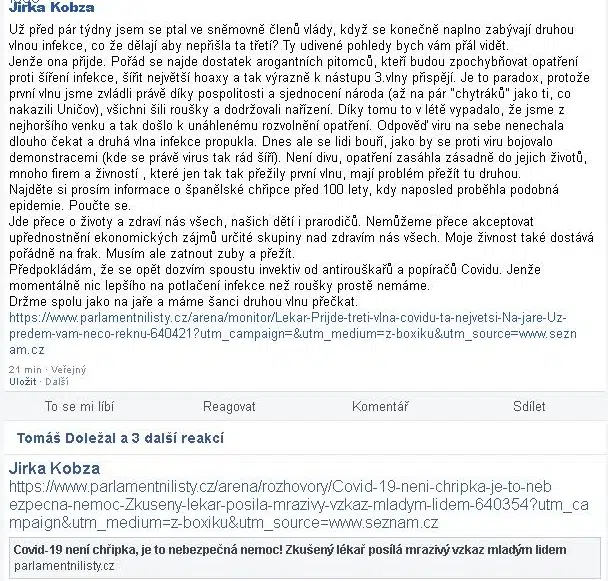 Jirka Kobza
Už před pár týdny jsem se ptal ve sněmovně členů vlády, když se konečně naplno zabývají druhou
vlnou infekce, co že dělají aby nepřišla ta třetí? Ty udivené pohledy bych vám přál vidět.
Jenže ona přijde. Pořád se najde dostatek arogantních pitomců, kteří budou zpochybňovat opatření
proti šíření infekce, šířit největší hoaxy a tak výrazně k nástupu 3.vlny přispějí. Je to paradox, protože
první vlnu jsme zvládli právě díky pospolitosti a sjednocení národa (až na pár "chytráků" jako ti, co
nakazili Uničov), všichni šili roušky a dodržovali nařízení. Díky tomu to v létě vypadalo, že jsme z
nejhoršího venku a tak došlo k unáhlenému rozvolnění opatření. Odpověď viru na sebe nenechala
dlouho čekat a druhá vlna infekce propukla. Dnes ale se lidi bouří, jako by se proti viru bojovalo
demonstracemi (kde se právě virus tak rád šíří). Není divu, opatření zasáhla zásadně do jejich životů,
mnoho firem a živností , které jen tak tak přežily první vlnu, mají problém přežít tu druhou.
Najděte si prosím informace o španělské chřipce před 100 lety, kdy naposled proběhla podobná
epidemie. Poučte se.
Jde přece o životy a zdraví nás všech, našich dětí i prarodičů. Nemůžeme přece akceptovat
upřednostnění ekonomických zájmů určité skupiny nad zdravím nás všech. Moje živnost také dostává
pořádně na frak. Musím ale zatnout zuby a přežít.
Předpokládám, že se opět dozvím spoustu invektiv od antirouškařů a popíračů Covidu. Jenže
momentálně nic lepšího na potlačení infekce než roušky prostě nemáme.
Držme spolu jako na jaře a máme šanci druhou vlnu přečkat.
https://www.parlamentnilisty.cz/arena/monitor/Lekar-Prijde-treti-vlna-covidu-ta-nejvetsi-Na-jare-Uz-
predem-vam-neco-reknu-640421?utm_campaign=&utm_medium=z-boxiku&utm_source=www.sezn
am.cz
21 min · Veřejný
Uložit · Další
To se mi líbí Reagovat Komentář Sdílet
Tomáš Doležal a 3 další reakcí
Jirka Kobza
https://www.parlamentnilisty.cz/arena/rozhovory/Covid-19-neni-chripka-je-to-neb
ezpecna-nemoc-Zkuseny-lekar-posila-mrazivy-vzkaz-mladym-lidem-640354?utm_ca
mpaign&utm_medium=z-boxiku&utm_source=www.seznam.cz
Covid-19 není chřipka, je to nebezpečná nemoc! Zkušený lékař posílá mrazivý vzkaz mladým lidem
parlamentnilisty.cz